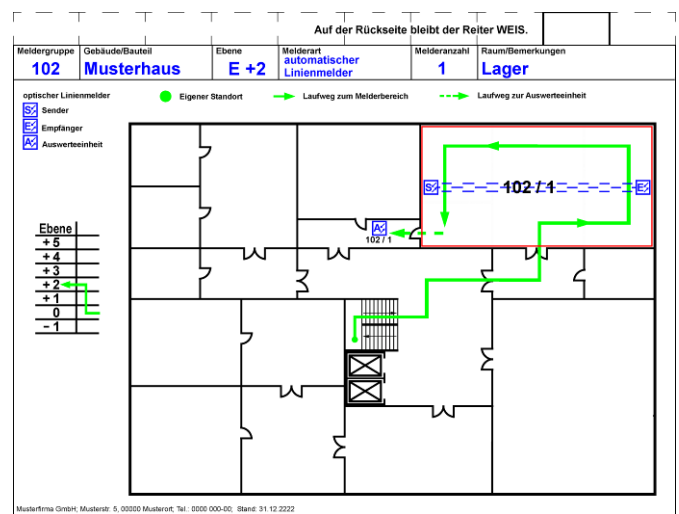 Auf der Rückseite bleibt der Reiter WEIS.
Meldergruppe Gebäude/Bauteil Ebene Melderart Melderanzahl Raum/Bemerkungen
102 Musterhaus E +2 automatischer Linienmelder 1 Lager
optischer Linienmelder Eigener Standort Laufweg zum Melderbereich Laufweg zur Auswerteeinheit
S Sender
E Empfänger
A Auswerteeinheit
S 102 / 1 E
A
102 / 1
Ebene
+ 5
+ 4
+ 3
+ 2
+ 1
0
– 1
Musterfirma GmbH; Musterstr. 5, 00000 Musterort; Tel.: 0000 000-00; Stand: 31.12.2222